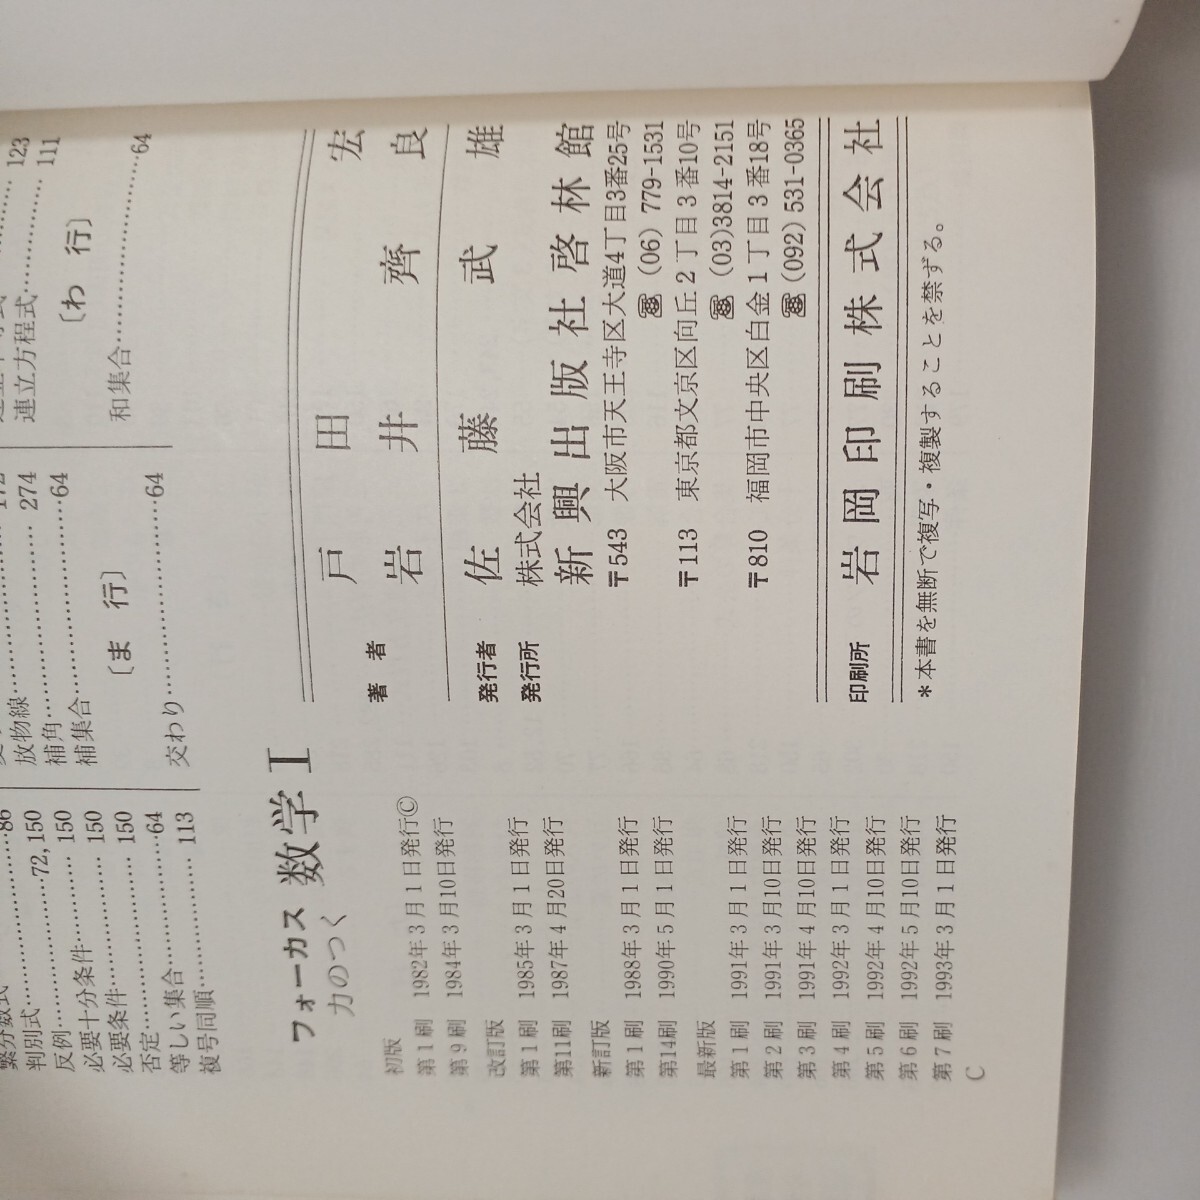 繁分数式……………86
判別式………………72, 150
反例…………………… 150
必要十分条件………… 150
必要条件……………… 150
否定……………………64
等しい集合……………64
複号同順……………… 113
放物線………………… 274
補角……………………64
補集合…………………64
〔ま 行〕
交わり…………………64
123
連立方程式…………… 111
〔わ 行〕
和集合…………………64
フォーカス 数学 I
力のつく
初版
第1刷 1982年3月1日発行©
第9刷 1984年3月10日発行
改訂版
第1刷 1985年3月1日発行
第11刷 1987年4月20日発行
新訂版
第1刷 1988年3月1日発行
第14刷 1990年5月1日発行
最新版
第1刷 1991年3月1日発行
第2刷 1991年3月10日発行
第3刷 1991年4月10日発行
第4刷 1992年3月1日発行
第5刷 1992年4月10日発行
第6刷 1992年5月10日発行
第7刷 1993年3月1日発行
C
著者 戸田 宏
岩井齊良
発行者 佐藤武雄
発行所 株式会社
新興出版社啓林館
〒543 大阪市天王寺区大道4丁目3番25号
☎(06) 779-1531
〒113 東京都文京区向丘2丁目3番10号
☎(03)3814-2151
〒810 福岡市中央区白金1丁目3番18号
☎(092) 531-0365
印刷所 岩岡印刷株式会社
*本書を無断で複写・複製することを禁ずる。